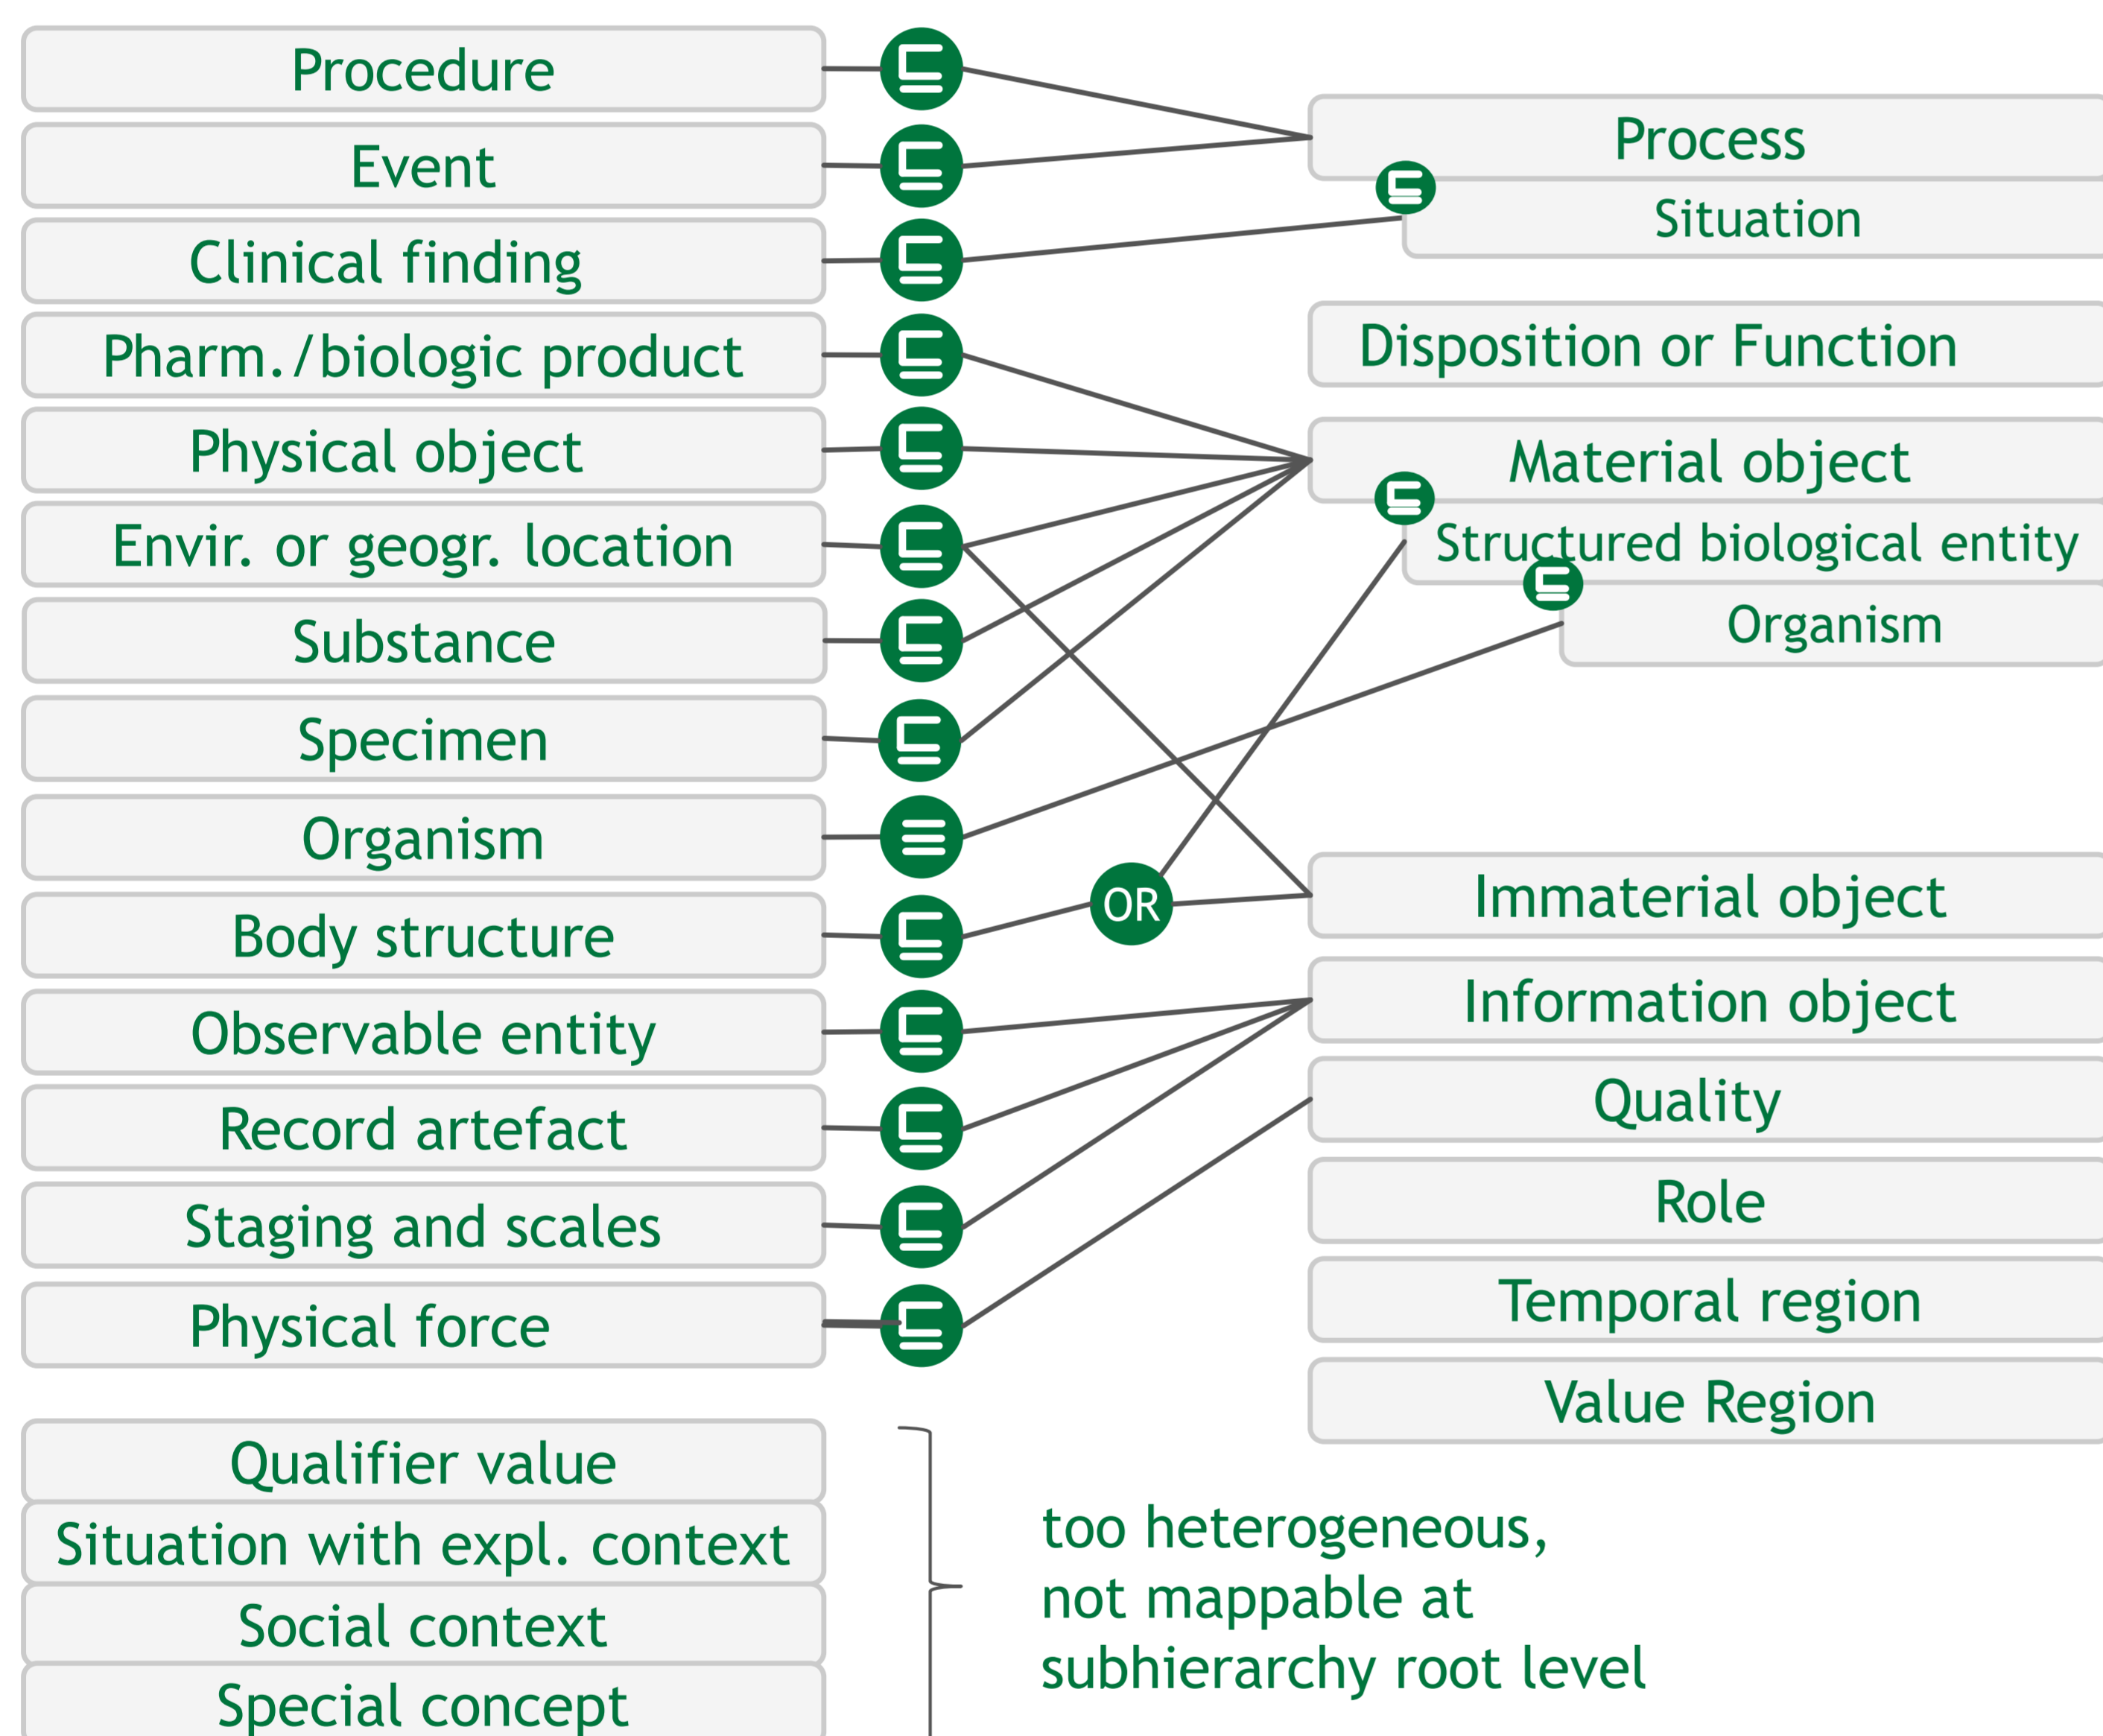 Procedure
Event
Clinical finding
Pharm./biologic product
Physical object
Envir. or geogr. location
Substance
Specimen
Organism
Body structure
Observable entity
Record artefact
Staging and scales
Physical force
Qualifier value
Situation with expl. context
Social context
Special concept
⊑
⊑
⊑
⊑
⊑
⊑
⊑
⊑
≡
⊑
⊑
⊑
⊑
⊑
OR
Process
⊑
Situation
Disposition or Function
Material object
⊑
Structured biological entity
⊑
Organism
Immaterial object
Information object
Quality
Role
Temporal region
Value Region
too heterogeneous,
not mappable at
subhierarchy root level